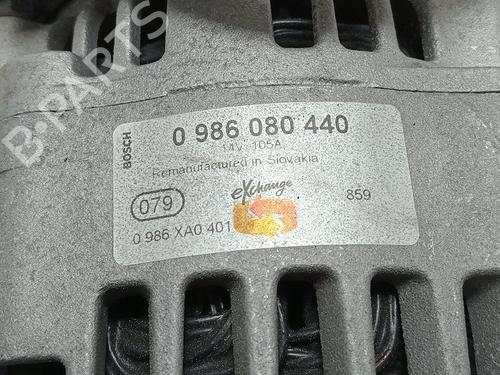 BOSCH
0 986 080 440
14V 105A
Remanufactured in Slovakia
079
eXchange
859
0 986 XA0 401
B-PARTS